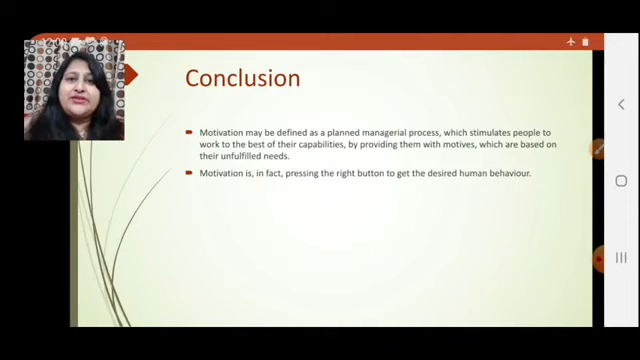 12:09
Conclusion
Motivation may be defined as a planned managerial process, which stimulates people to
work to the best of their capabilities, by providing them with motives, which are based on
their unfulfilled needs.
Motivation is, in fact, pressing the right button to get the desired human behaviour.